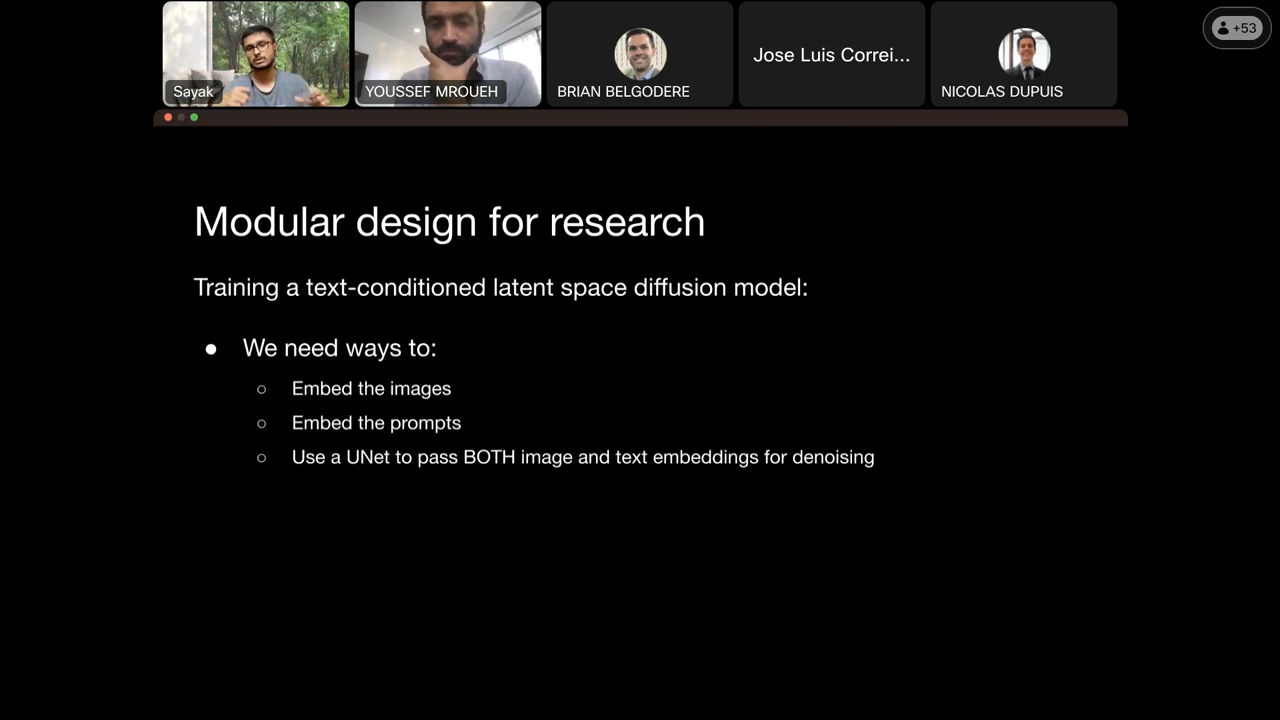 Sayak
YOUSSEF MROUEH
BRIAN BELGODERE
Jose Luis Correi...
NICOLAS DUPUIS
+53
Modular design for research
Training a text-conditioned latent space diffusion model:
● We need ways to:
○ Embed the images
○ Embed the prompts
○ Use a UNet to pass BOTH image and text embeddings for denoising